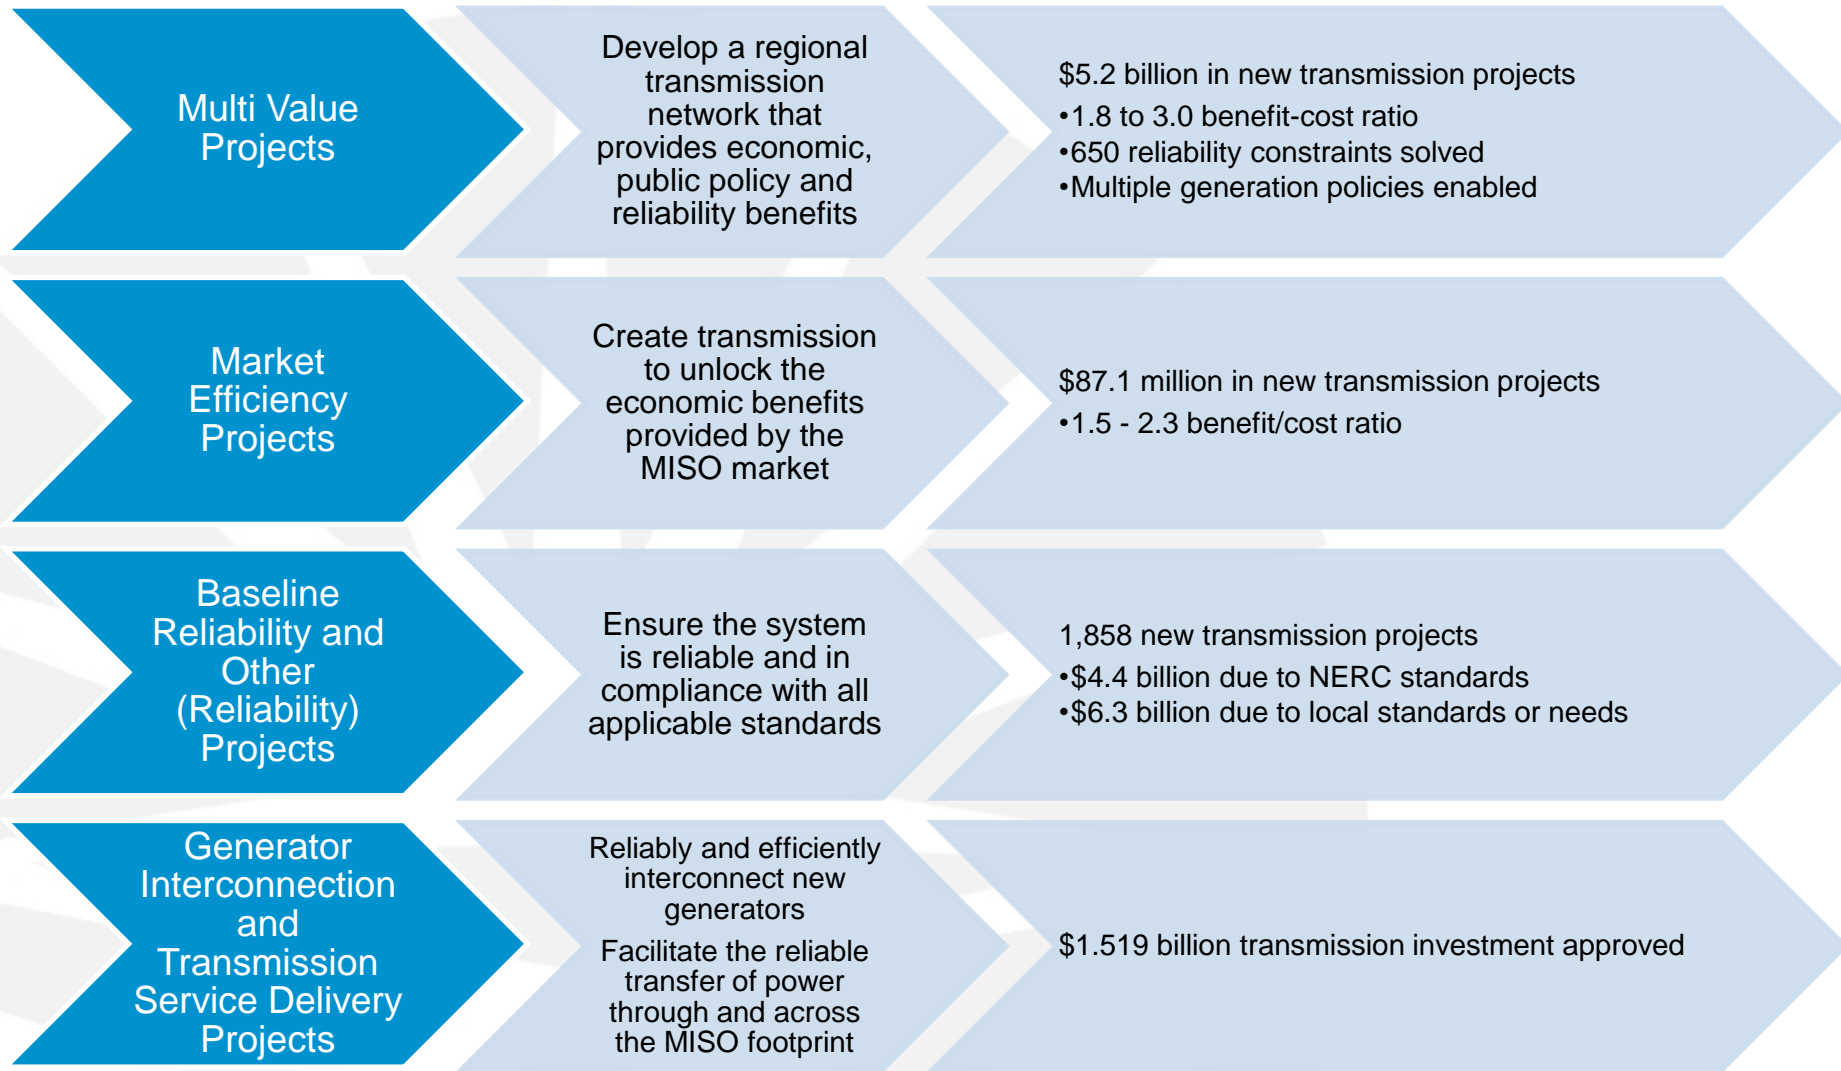 Multi Value
Projects
Develop a regional
transmission
network that
provides economic,
public policy and
reliability benefits
$5.2 billion in new transmission projects
•1.8 to 3.0 benefit-cost ratio
•650 reliability constraints solved
•Multiple generation policies enabled
Market
Efficiency
Projects
Create transmission
to unlock the
economic benefits
provided by the
MISO market
$87.1 million in new transmission projects
•1.5 - 2.3 benefit/cost ratio
Baseline
Reliability and
Other
(Reliability)
Projects
Ensure the system
is reliable and in
compliance with all
applicable standards
1,858 new transmission projects
•$4.4 billion due to NERC standards
•$6.3 billion due to local standards or needs
Generator
Interconnection
and
Transmission
Service Delivery
Projects
Reliably and efficiently
interconnect new
generators
Facilitate the reliable
transfer of power
through and across
the MISO footprint
$1.519 billion transmission investment approved